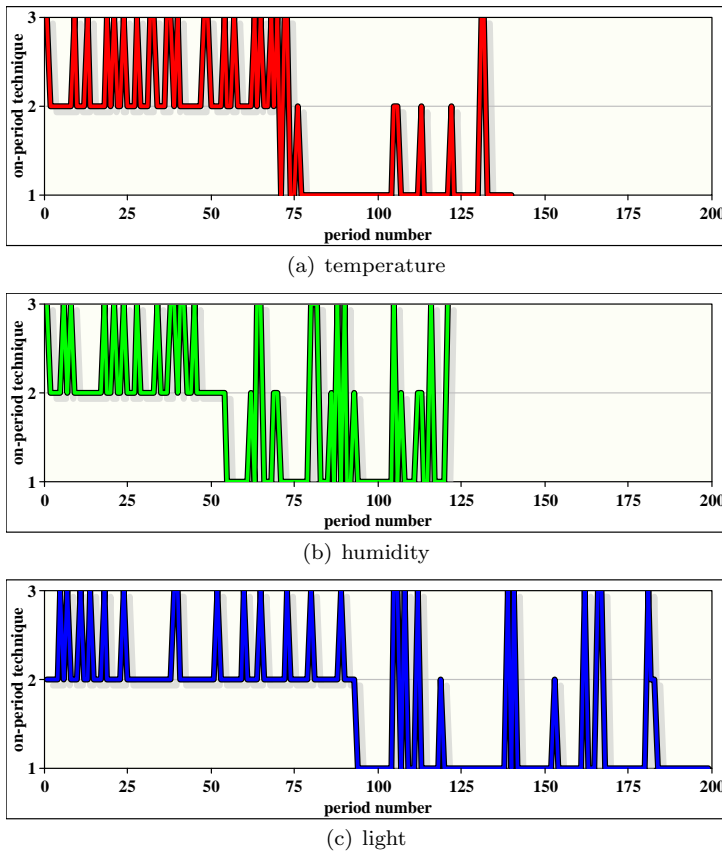 on-period technique
3
2
1
0 25 50 75 100 125 150 175 200
period number
(a) temperature
on-period technique
3
2
1
0 25 50 75 100 125 150 175 200
period number
(b) humidity
on-period technique
3
2
1
0 25 50 75 100 125 150 175 200
period number
(c) light